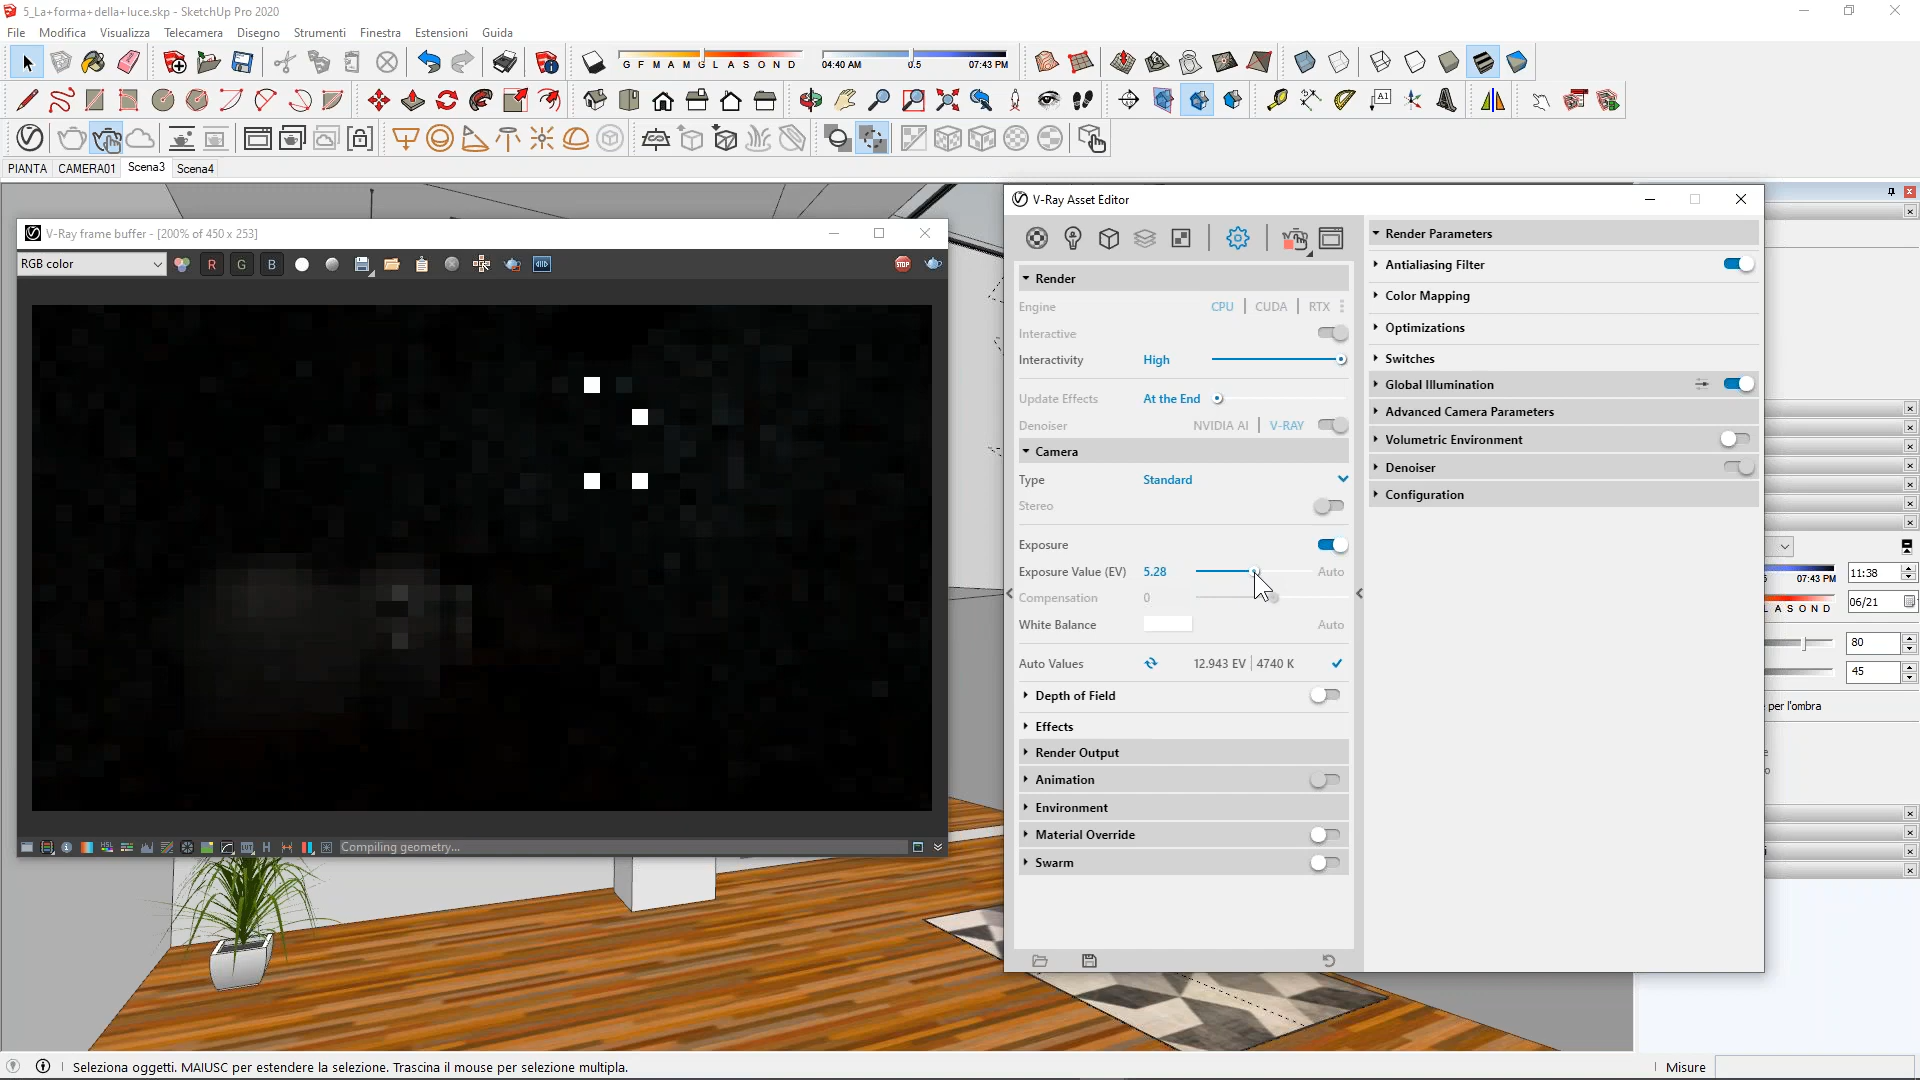 5_La+forma+della+luce.skp - SketchUp Pro 2020
File Modifica Visualizza Telecamera Disegno Strumenti Finestra Estensioni Guida
G F M A M G L A S O N D
04:40 AM 0.5 07:43 PM
PIANTA CAMERA01 Scena3 Scena4
V-Ray frame buffer - [200% of 450 x 253]
RGB color R G B
STOP
Compiling geometry...
V-Ray Asset Editor
Render
Engine CPU CUDA RTX
Interactive
Interactivity High
Update Effects At the End
Denoiser NVIDIA AI V-RAY
Camera
Type Standard
Stereo
Exposure
Exposure Value (EV) 5.28 Auto
Compensation 0
White Balance Auto
Auto Values 12.943 EV 4740 K
Depth of Field
Effects
Render Output
Animation
Environment
Material Override
Swarm
Render Parameters
Antialiasing Filter
Color Mapping
Optimizations
Switches
Global Illumination
Advanced Camera Parameters
Volumetric Environment
Denoiser
Configuration
07:43 PM 11:38
L A S O N D 06/21
80
45
per l'ombra
Seleziona oggetti. MAIUSC per estendere la selezione. Trascina il mouse per selezione multipla.
Misure